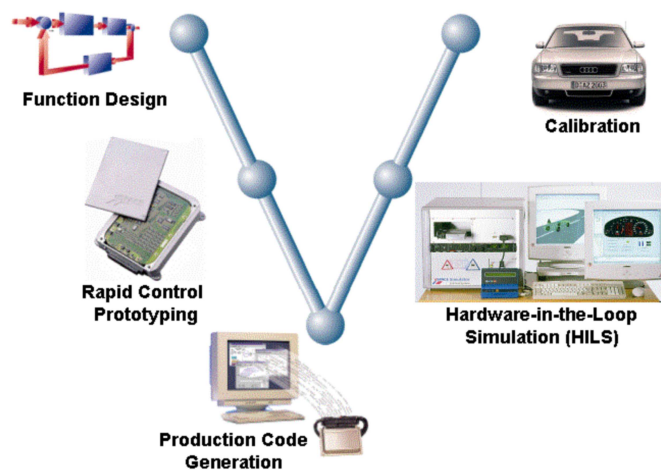 Function Design
Calibration
Rapid Control
Prototyping
Hardware-in-the-Loop
Simulation (HILS)
Production Code
Generation